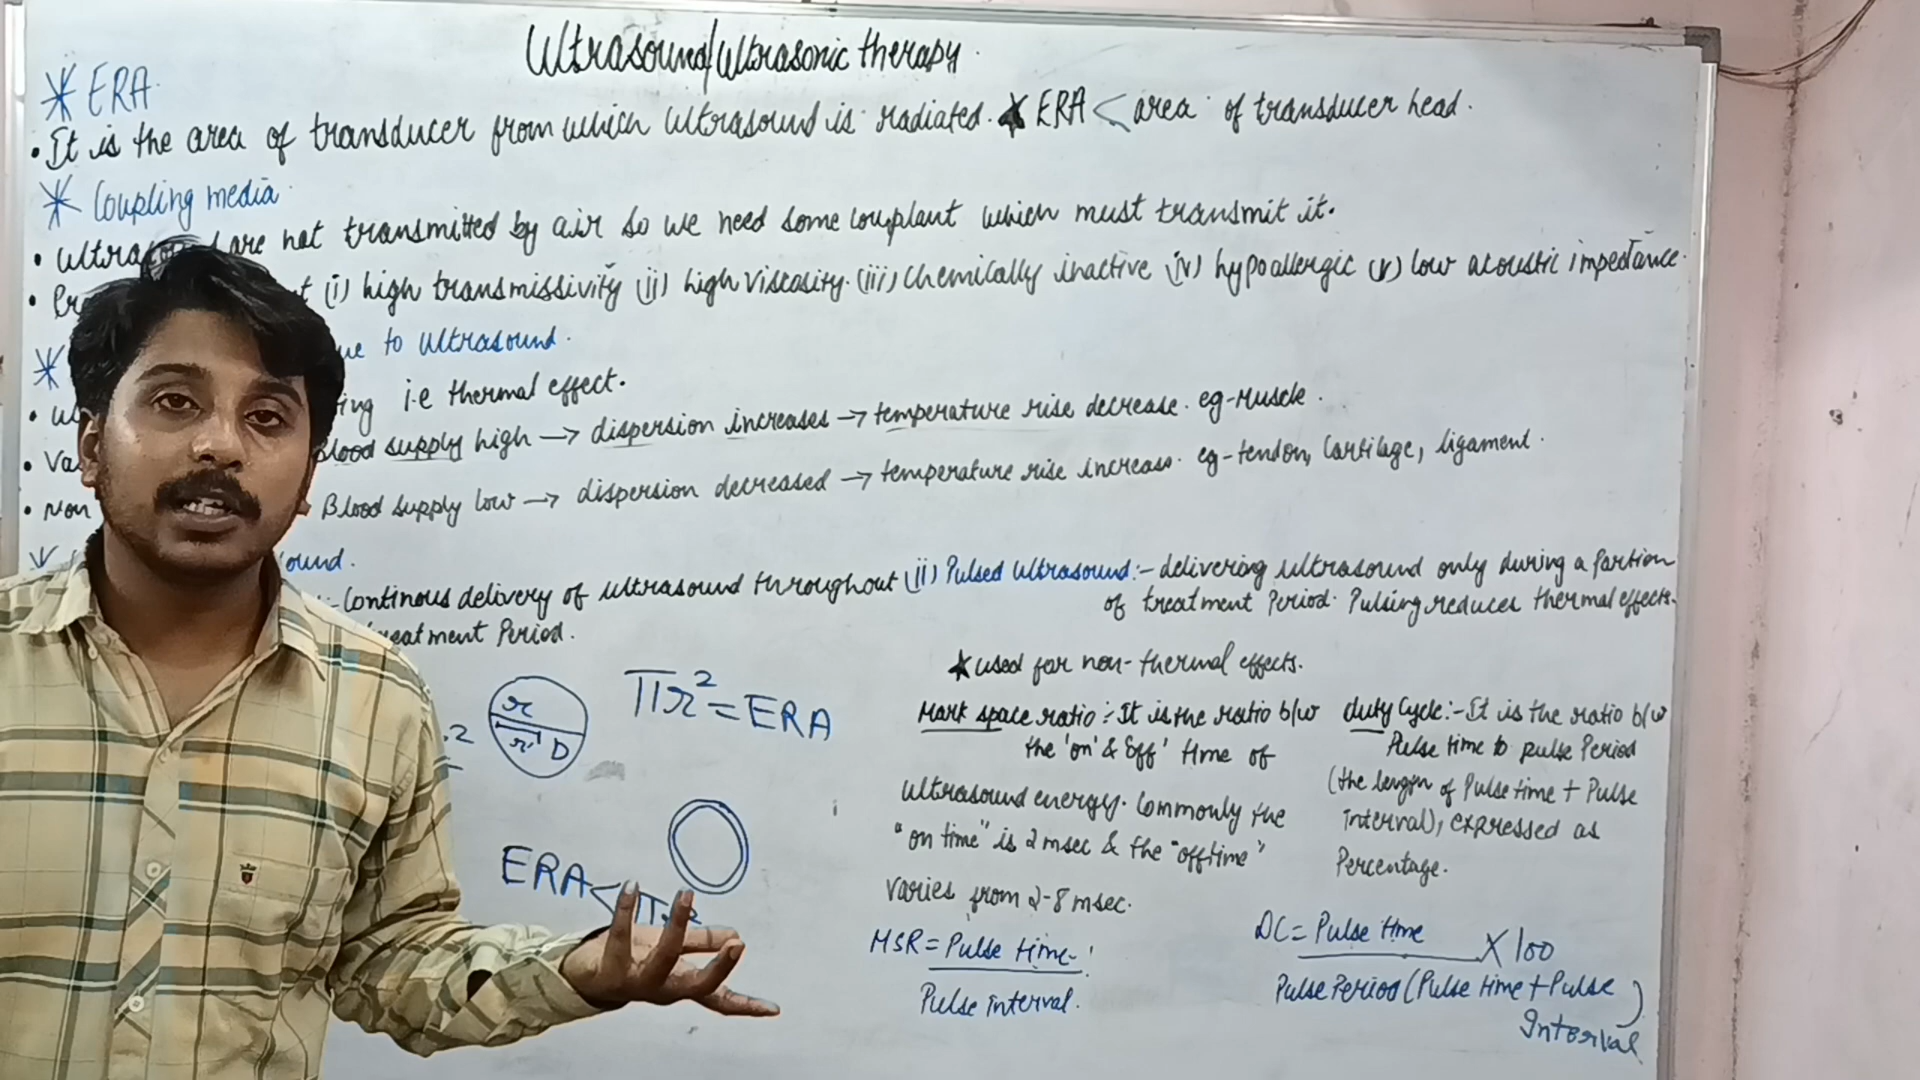 Ultrasound/ultrasonic therapy.
* ERA
• It is the area of transducer from which ultrasound is radiated. * ERA < area of transducer head.
* Coupling media
• are not transmitted by air so we need some couplant which must transmit it.
• (i) high transmissivity (ii) high viscosity. (iii) chemically inactive (iv) hypoallergic (v) low acoustic impedance.
* to ultrasound.
• i.e thermal effect.
• Blood supply high → dispersion increases → temperature rise decrease. eg-Muscle.
• Non Blood supply low → dispersion decreased → temperature rise increase. eg-tendon, Cartilage, ligament.
:- Continous delivery of ultrasound throughout
treatment Period.
(ii) Pulsed ultrasound:- delivering ultrasound only during a Partion
of treatment Period. Pulsing reduces thermal effects.
* used for non-thermal effects.
Mark space ratio:- It is the ratio b/w
the 'on' & 'off' time of
ultrasound energy. Commonly the
"on time" is 2 msec & the "offtime"
varies from 2-8 msec.
MSR = Pulse time
Pulse interval.
duty Cycle:- It is the ratio b/w
Pulse time to pulse Period
(the length of Pulse time + Pulse
interval), expressed as
Percentage.
DC = Pulse time X 100
Pulse Period (Pulse time + Pulse
Interval)
.2
r
r D
πr² = ERA
ERA <